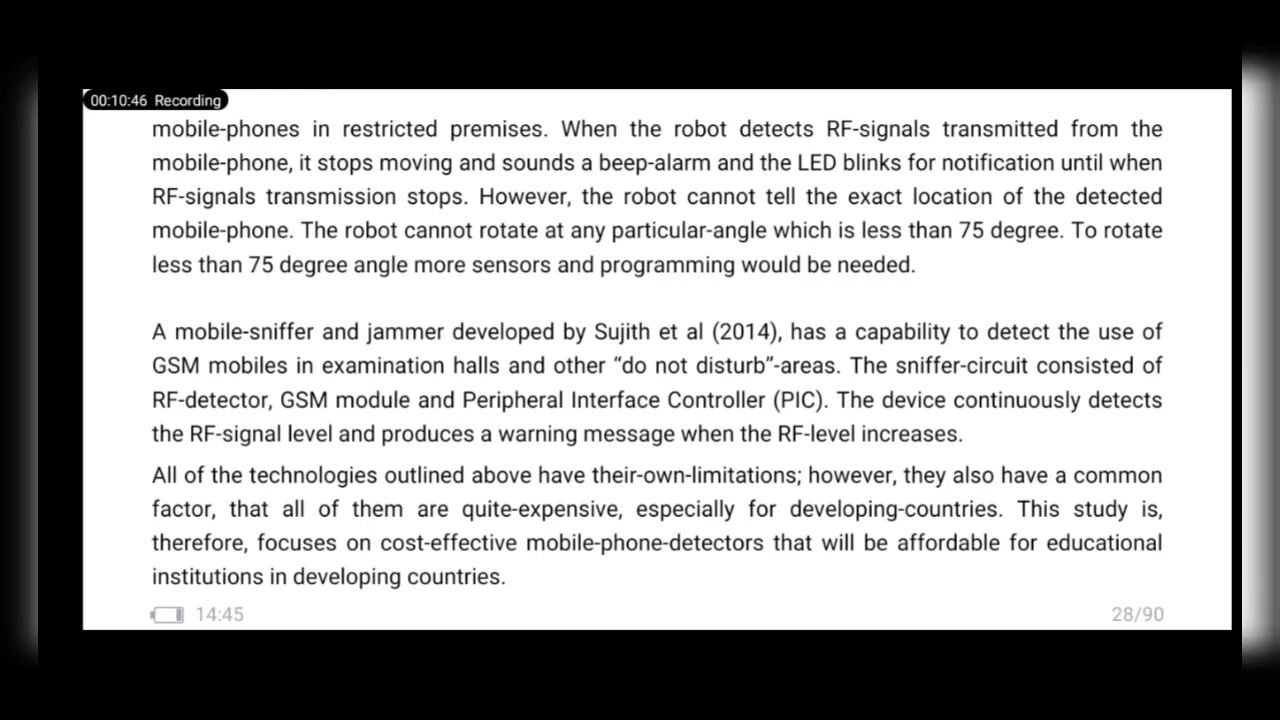 00:10:46 Recording
mobile-phones in restricted premises. When the robot detects RF-signals transmitted from the
mobile-phone, it stops moving and sounds a beep-alarm and the LED blinks for notification until when
RF-signals transmission stops. However, the robot cannot tell the exact location of the detected
mobile-phone. The robot cannot rotate at any particular-angle which is less than 75 degree. To rotate
less than 75 degree angle more sensors and programming would be needed.
A mobile-sniffer and jammer developed by Sujith et al (2014), has a capability to detect the use of
GSM mobiles in examination halls and other “do not disturb”-areas. The sniffer-circuit consisted of
RF-detector, GSM module and Peripheral Interface Controller (PIC). The device continuously detects
the RF-signal level and produces a warning message when the RF-level increases.
All of the technologies outlined above have their-own-limitations; however, they also have a common
factor, that all of them are quite-expensive, especially for developing-countries. This study is,
therefore, focuses on cost-effective mobile-phone-detectors that will be affordable for educational
institutions in developing countries.
14:45
28/90